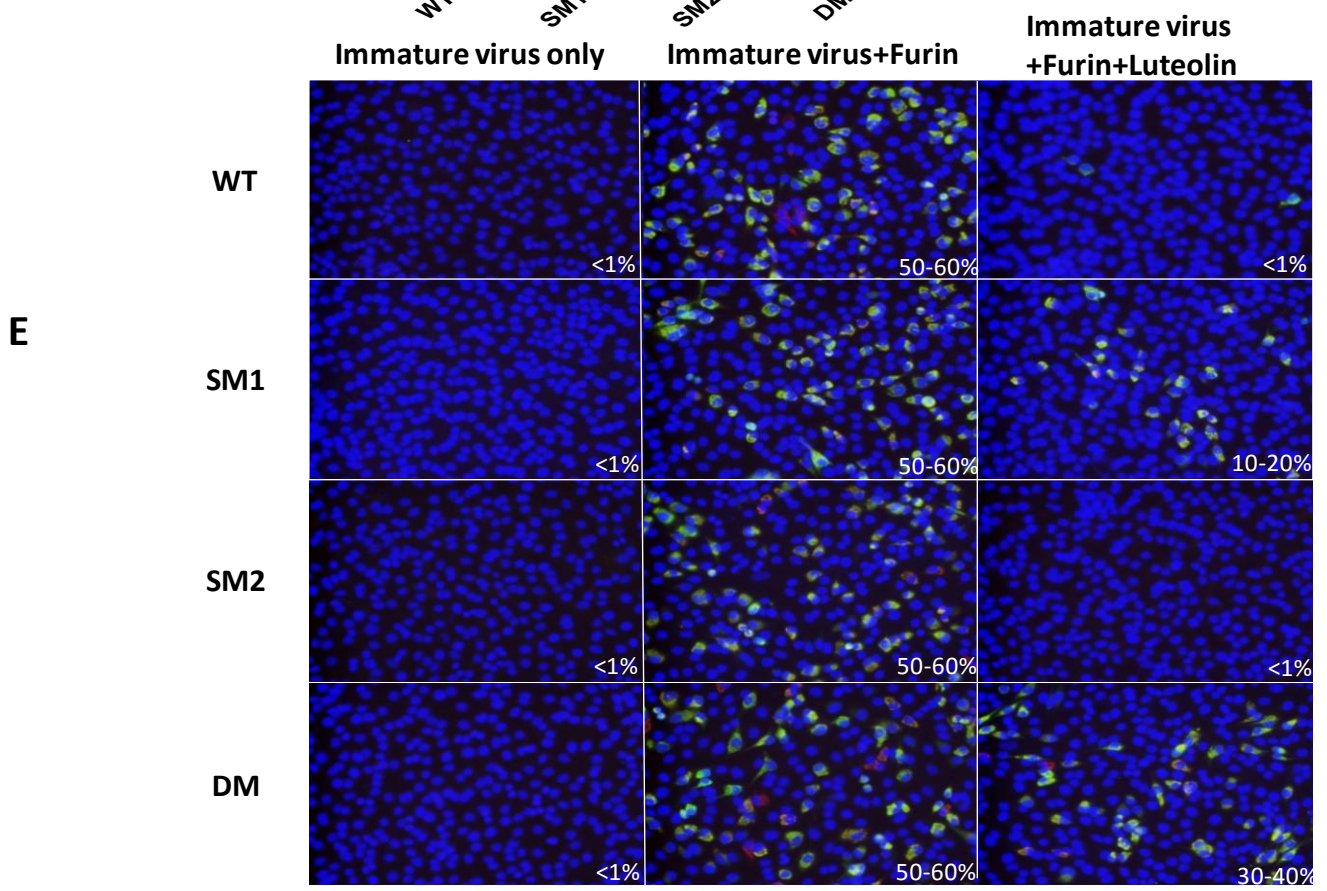 Immature virus only
Immature virus+Furin
Immature virus
+Furin+Luteolin
WT
<1%
50-60%
<1%
E
SM1
<1%
50-60%
10-20%
SM2
<1%
50-60%
<1%
DM
<1%
50-60%
30-40%